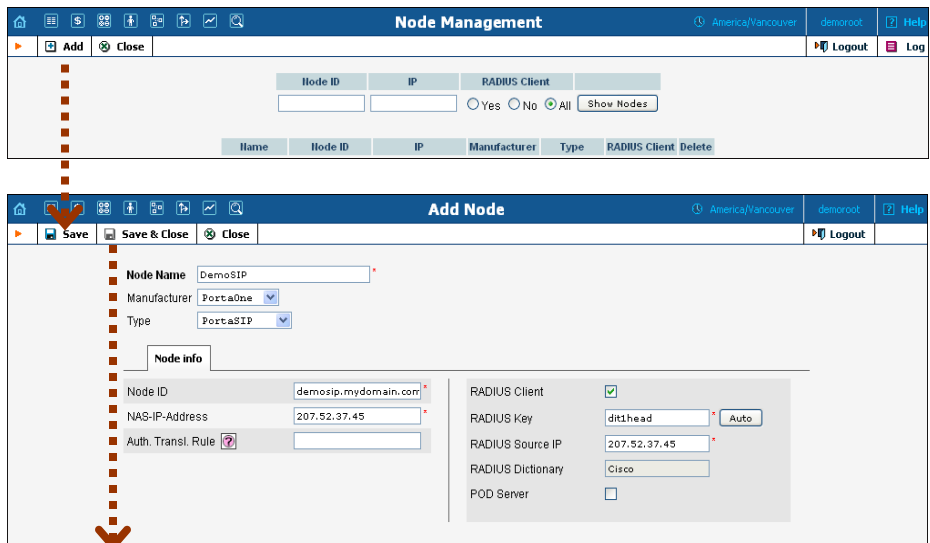 Node Management America/Vancouver demoroot ? Help
Add Close Logout Log
Node ID IP RADIUS Client
Yes No All Show Nodes
Name Node ID IP Manufacturer Type RADIUS Client Delete
Add Node America/Vancouver demoroot ? Help
Save Save & Close Close Logout
Node Name DemoSIP *
Manufacturer PortaOne
Type PortaSIP
Node info
Node ID demosip.mydomain.com *
RADIUS Client
NAS-IP-Address 207.52.37.45 *
RADIUS Key dit1head * Auto
Auth. Transl. Rule ?
RADIUS Source IP 207.52.37.45 *
RADIUS Dictionary Cisco
POD Server